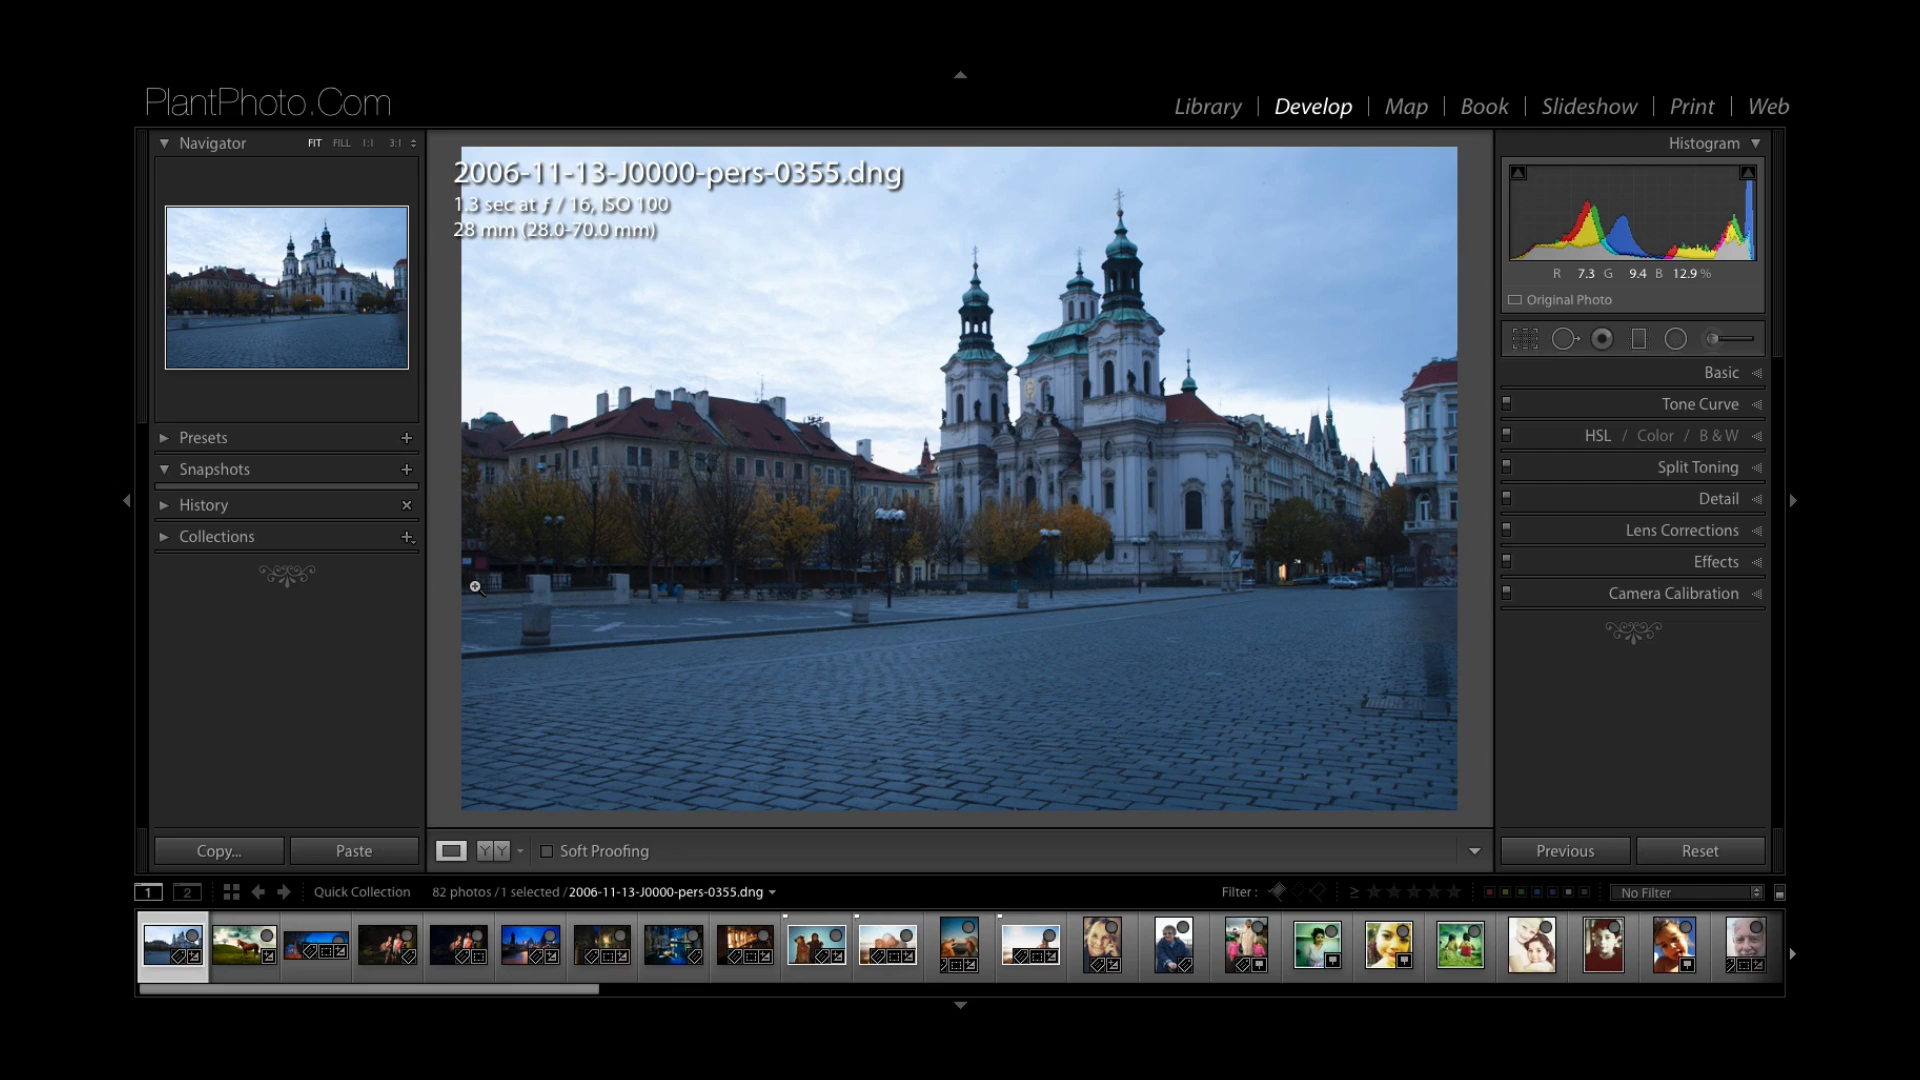 PlantPhoto.Com
Library | Develop | Map | Book | Slideshow | Print | Web
Navigator FIT FILL 1:1 3:1
Histogram
2006-11-13-J0000-pers-0355.dng
1.3 sec at ƒ / 16, ISO 100
28 mm (28.0-70.0 mm)
R 7.3 G 9.4 B 12.9 %
Original Photo
Basic
Tone Curve
HSL / Color / B & W
Split Toning
Detail
Lens Corrections
Effects
Camera Calibration
Presets
Snapshots
History
Collections
Copy... Paste
Y Y Soft Proofing
Previous Reset
1 2 Quick Collection 82 photos / 1 selected / 2006-11-13-J0000-pers-0355.dng
Filter : No Filter